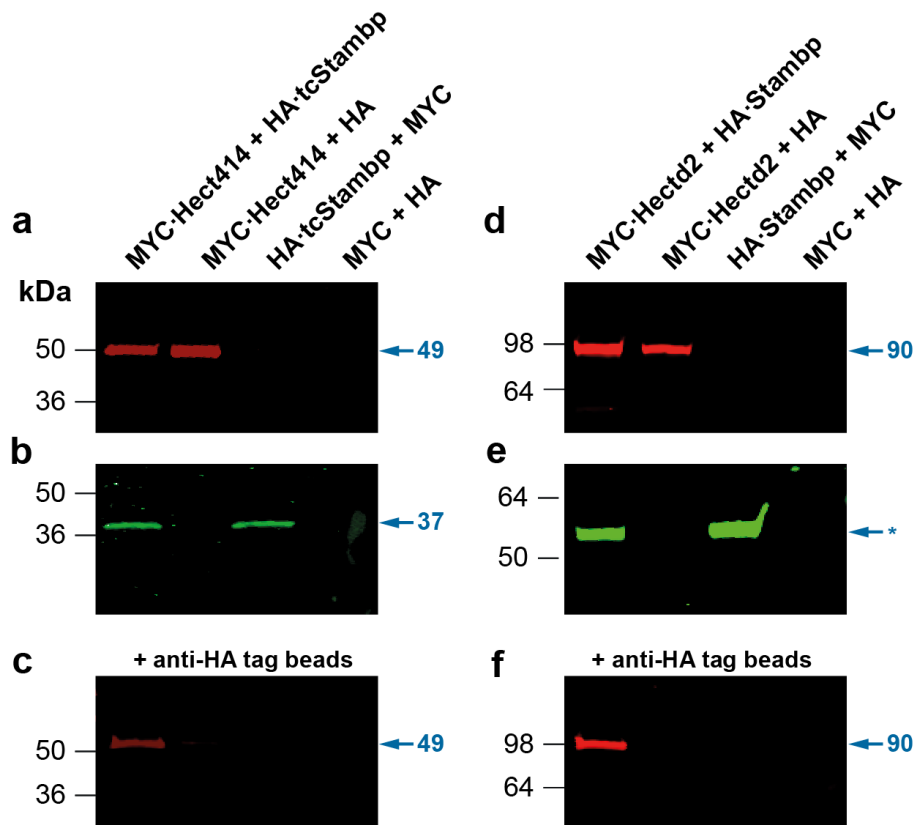 a
MYC·Hect414 + HA·tcStambp
MYC·Hect414 + HA
HA·tcStambp + MYC
MYC + HA
kDa
50
36
49
b
50
36
37
c
+ anti-HA tag beads
50
36
49
d
MYC·Hectd2 + HA·Stambp
MYC·Hectd2 + HA
HA·Stambp + MYC
MYC + HA
98
64
90
e
64
50
*
f
+ anti-HA tag beads
98
64
90